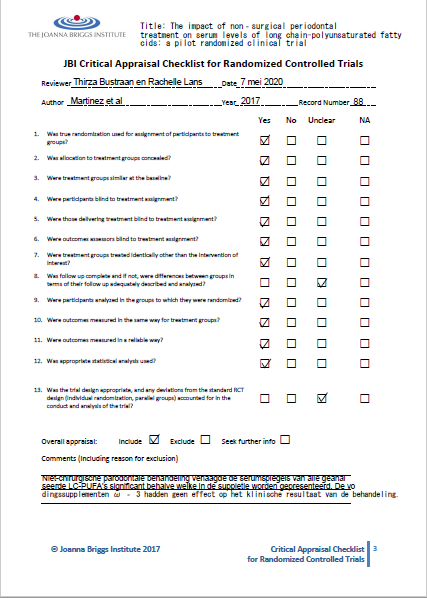 THE JOANNA BRIGGS INSTITUTE
Title: The impact of non-surgical periodontal
treatment on serum levels of long chain-polyunsaturated fatty
cids: a pilot randomized clinical trial
JBI Critical Appraisal Checklist for Randomized Controlled Trials
Reviewer Thirza Bustraan en Rachelle Lans Date 7 mei 2020
Author Martinez et al Year 2017 Record Number 88
Yes No Unclear NA
1. Was true randomization used for assignment of participants to treatment
groups?
2. Was allocation to treatment groups concealed?
3. Were treatment groups similar at the baseline?
4. Were participants blind to treatment assignment?
5. Were those delivering treatment blind to treatment assignment?
6. Were outcomes assessors blind to treatment assignment?
7. Were treatment groups treated identically other than the intervention of
interest?
8. Was follow up complete and if not, were differences between groups in
terms of their follow up adequately described and analyzed?
9. Were participants analyzed in the groups to which they were randomized?
10. Were outcomes measured in the same way for treatment groups?
11. Were outcomes measured in a reliable way?
12. Was appropriate statistical analysis used?
13. Was the trial design appropriate, and any deviations from the standard RCT
design (individual randomization, parallel groups) accounted for in the
conduct and analysis of the trial?
Overall appraisal: Include Exclude Seek further info
Comments (Including reason for exclusion)
Niet-chirurgische parodontale behandeling verlaagde de serumspiegels van alle geanal
seerde LC-PUFA's significant behalve welke in de suppletie worden gepresenteerd. De vo
dingssupplementen ω - 3 hadden geen effect op het klinische resultaat van de behandeling.
© Joanna Briggs Institute 2017
Critical Appraisal Checklist 3
for Randomized Controlled Trials